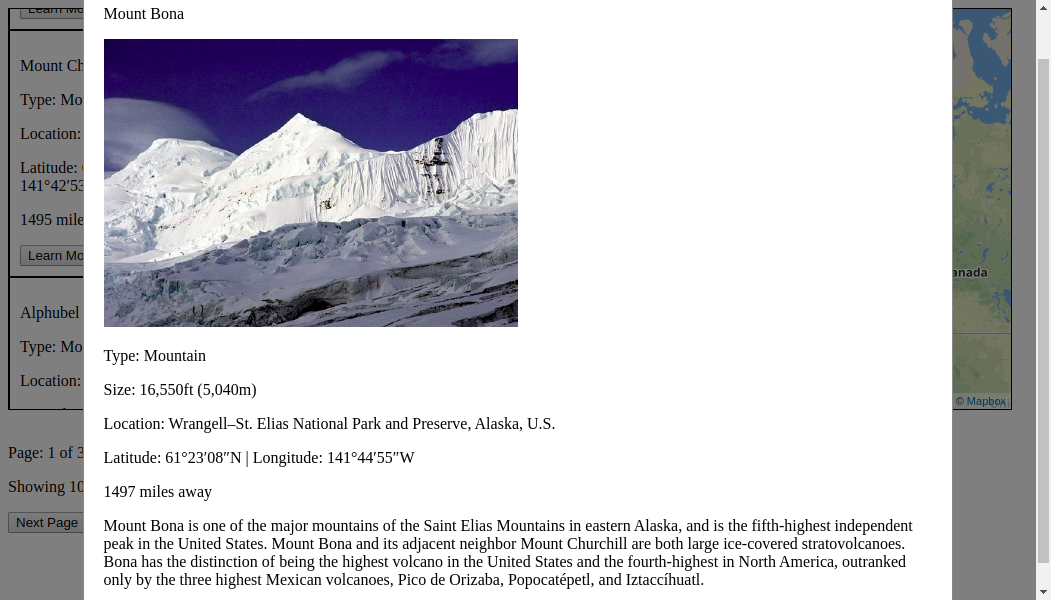 Mount Bona
Type: Mountain
Size: 16,550ft (5,040m)
Location: Wrangell–St. Elias National Park and Preserve, Alaska, U.S.
Latitude: 61°23′08″N | Longitude: 141°44′55″W
1497 miles away
Mount Bona is one of the major mountains of the Saint Elias Mountains in eastern Alaska, and is the fifth-highest independent
peak in the United States. Mount Bona and its adjacent neighbor Mount Churchill are both large ice-covered stratovolcanoes.
Bona has the distinction of being the highest volcano in the United States and the fourth-highest in North America, outranked
only by the three highest Mexican volcanoes, Pico de Orizaba, Popocatépetl, and Iztaccíhuatl.
Learn Mo
Mount Ch
Type: Mo
Location:
Latitude:
141°42′53
1495 mile
Learn Mo
Alphubel
Type: Mo
Location:
Page: 1 of 3
Showing 10
Next Page
anada
© Mapbox